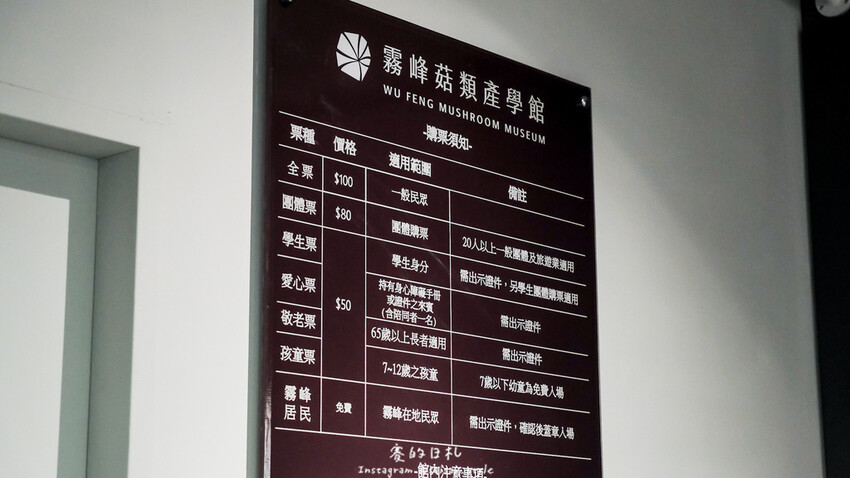 霧峰菇類產學館
WU FENG MUSHROOM MUSEUM
-購票須知-
票種 價格 適用範圍 備註
全票 $100 一般民眾
團體票 $80 團體購票 20人以上一般團體及旅遊業適用
學生票 $50 學生身分 需出示證件，另學生團體購票適用
愛心票 持有身心障礙手冊
或證件之來賓
(含陪同者一名) 需出示證件
敬老票 65歲以上長者適用 需出示證件
孩童票 7~12歲之孩童 7歲以下幼童為免費入場
霧峰
居民 免費 霧峰在地民眾 需出示證件，確認後蓋章入場
賽的日札
Instagram
-館內注意事項-